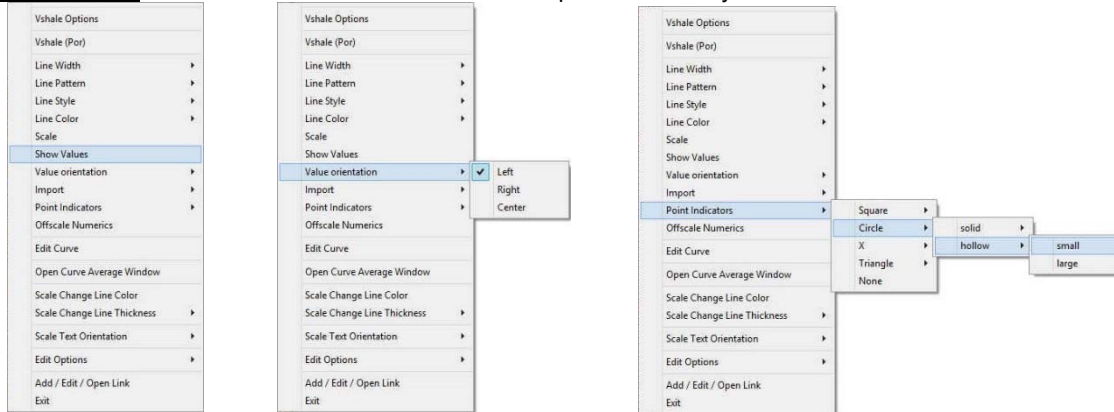 Vshale Options
Vshale (Por)
Line Width
Line Pattern
Line Style
Line Color
Scale
Show Values
Value orientation
Import
Point Indicators
Offscale Numerics
Edit Curve
Open Curve Average Window
Scale Change Line Color
Scale Change Line Thickness
Scale Text Orientation
Edit Options
Add / Edit / Open Link
Exit
Vshale Options
Vshale (Por)
Line Width
Line Pattern
Line Style
Line Color
Scale
Show Values
Value orientation
Import
Point Indicators
Offscale Numerics
Edit Curve
Open Curve Average Window
Scale Change Line Color
Scale Change Line Thickness
Scale Text Orientation
Edit Options
Add / Edit / Open Link
Exit
Left
Right
Center
Vshale Options
Vshale (Por)
Line Width
Line Pattern
Line Style
Line Color
Scale
Show Values
Value orientation
Import
Point Indicators
Offscale Numerics
Edit Curve
Open Curve Average Window
Scale Change Line Color
Scale Change Line Thickness
Scale Text Orientation
Edit Options
Add / Edit / Open Link
Exit
Square
Circle
X
Triangle
None
solid
hollow
small
large